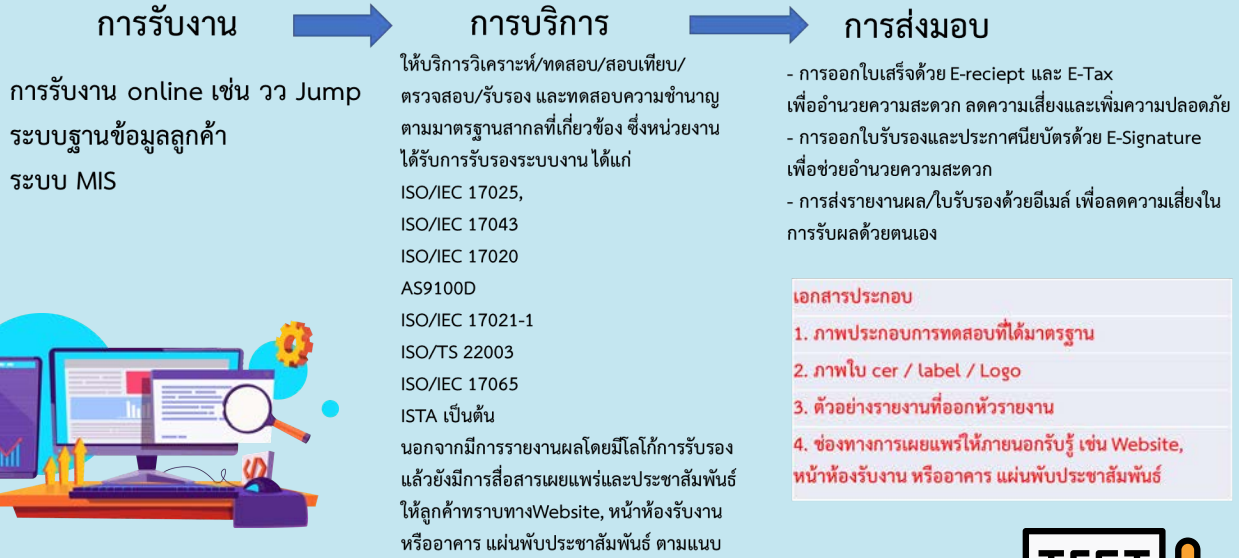 การรับงาน
การรับงาน online เช่น วว Jump
ระบบฐานข้อมูลลูกค้า
ระบบ MIS
การบริการ
ให้บริการวิเคราะห์/ทดสอบ/สอบเทียบ/
ตรวจสอบ/รับรอง และทดสอบความชำนาญ
ตามมาตรฐานสากลที่เกี่ยวข้อง ซึ่งหน่วยงาน
ได้รับการรับรองระบบงาน ได้แก่
ISO/IEC 17025,
ISO/IEC 17043
ISO/IEC 17020
AS9100D
ISO/IEC 17021-1
ISO/TS 22003
ISO/IEC 17065
ISTA เป็นต้น
นอกจากมีการรายงานผลโดยมีโลโก้การรับรอง
แล้วยังมีการสื่อสารเผยแพร่และประชาสัมพันธ์
ให้ลูกค้าทราบทางWebsite, หน้าห้องรับงาน
หรืออาคาร แผ่นพับประชาสัมพันธ์ ตามแนบ
การส่งมอบ
- การออกใบเสร็จด้วย E-reciept และ E-Tax
เพื่ออำนวยความสะดวก ลดความเสี่ยงและเพิ่มความปลอดภัย
- การออกใบรับรองและประกาศนียบัตรด้วย E-Signature
เพื่อช่วยอำนวยความสะดวก
- การส่งรายงานผล/ใบรับรองด้วยอีเมล์ เพื่อลดความเสี่ยงใน
การรับผลด้วยตนเอง
เอกสารประกอบ
1. ภาพประกอบการทดสอบที่ได้มาตรฐาน
2. ภาพใบ cer / label / Logo
3. ตัวอย่างรายงานที่ออกหัวรายงาน
4. ช่องทางการเผยแพร่ให้ภายนอกรับรู้ เช่น Website,
หน้าห้องรับงาน หรืออาคาร แผ่นพับประชาสัมพันธ์
TEST